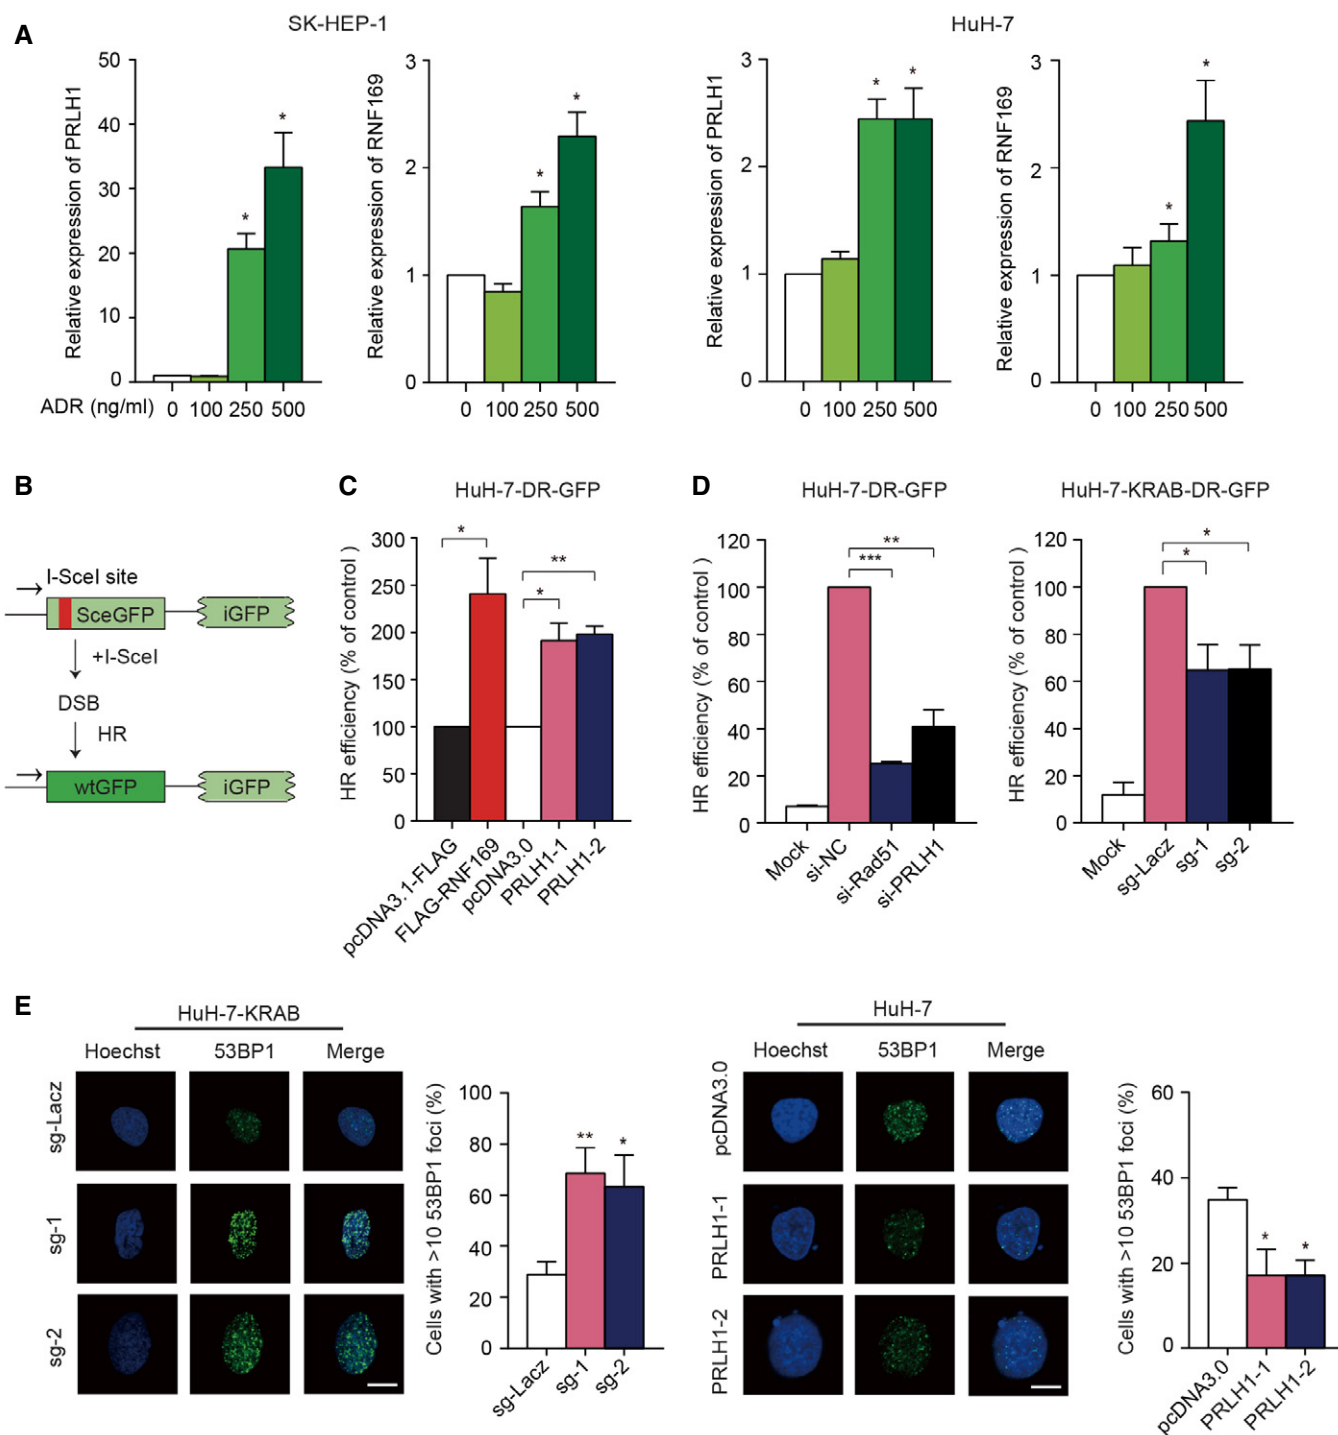 A
SK-HEP-1
HuH-7
Relative expression of PRLH1
50
40
30
20
10
0
*
*
Relative expression of RNF169
3
2
1
0
*
*
Relative expression of PRLH1
3
2
1
0
*
*
Relative expression of RNF169
3
2
1
0
*
*
ADR (ng/ml)
0 100 250 500
0 100 250 500
0 100 250 500
0 100 250 500
B
I-SceI site
SceGFP
iGFP
+I-SceI
DSB
HR
wtGFP
iGFP
C
HuH-7-DR-GFP
HR efficiency (% of control )
300
250
200
150
100
50
0
*
**
*
pcDNA3.1-FLAG
FLAG-RNF169
pcDNA3.0
PRLH1-1
PRLH1-2
D
HuH-7-DR-GFP
HR efficiency (% of control )
120
100
80
60
40
20
0
**
***
Mock
si-NC
si-Rad51
si-PRLH1
HuH-7-KRAB-DR-GFP
HR efficiency (% of control )
120
100
80
60
40
20
0
*
*
Mock
sg-Lacz
sg-1
sg-2
E
HuH-7-KRAB
Hoechst 53BP1 Merge
sg-Lacz
sg-1
sg-2
Cells with >10 53BP1 foci (%)
100
80
60
40
20
0
**
*
sg-Lacz
sg-1
sg-2
HuH-7
Hoechst 53BP1 Merge
pcDNA3.0
PRLH1-1
PRLH1-2
Cells with >10 53BP1 foci (%)
60
40
20
0
*
*
pcDNA3.0
PRLH1-1
PRLH1-2